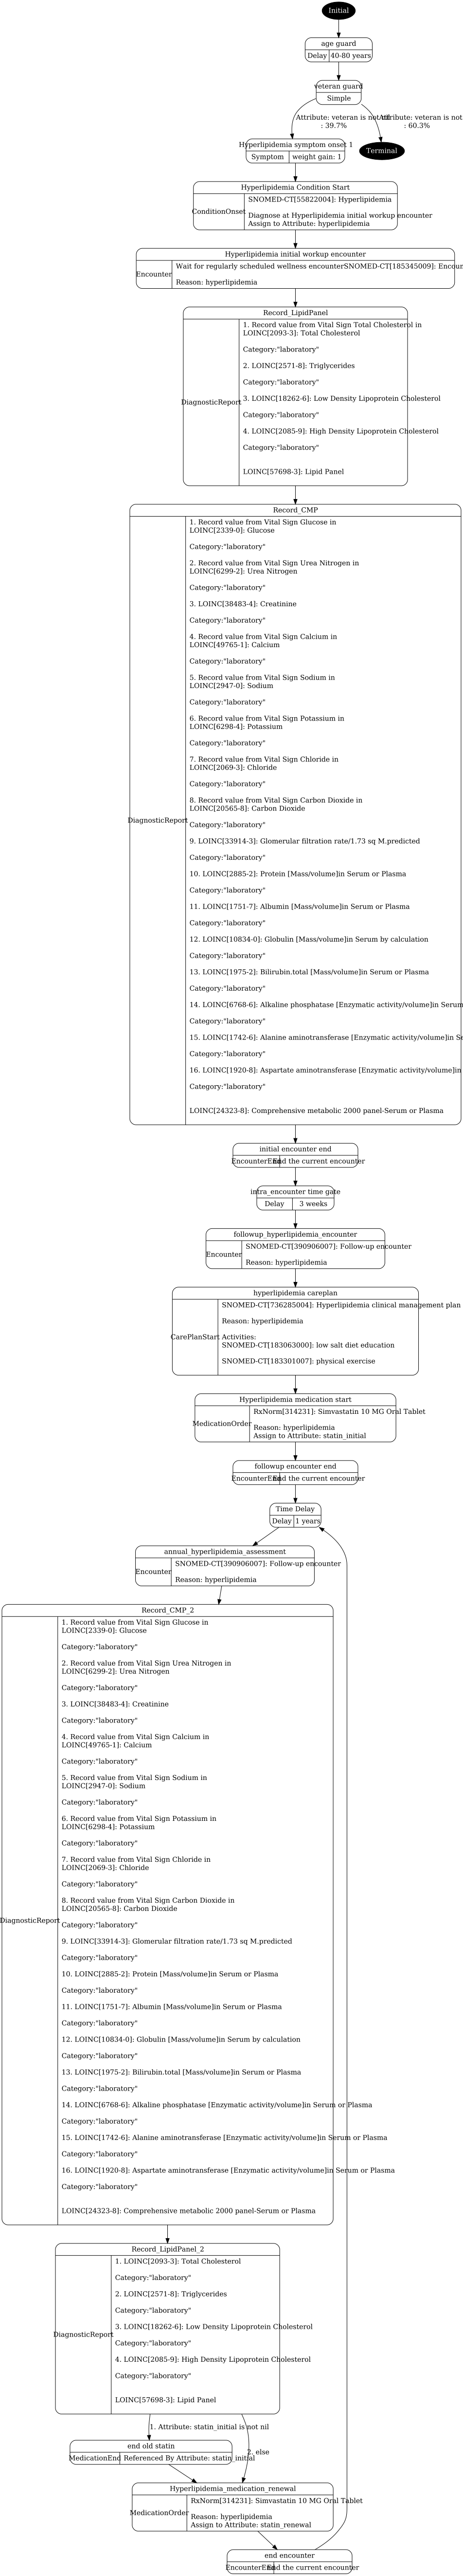 Initial
age guard
Delay
40-80 years
veteran guard
Simple
Attribute: veteran is not
: 39.7%
Attribute: veteran is not
: 60.3%
Hyperlipidemia symptom onset 1
Symptom
weight gain: 1
Terminal
Hyperlipidemia Condition Start
ConditionOnset
SNOMED-CT[55822004]: Hyperlipidemia
Diagnose at Hyperlipidemia initial workup encounter
Assign to Attribute: hyperlipidemia
Hyperlipidemia initial workup encounter
Encounter
Wait for regularly scheduled wellness encounterSNOMED-CT[185345009]: Encoun
Reason: hyperlipidemia
Record_LipidPanel
DiagnosticReport
1. Record value from Vital Sign Total Cholesterol in
LOINC[2093-3]: Total Cholesterol
Category:"laboratory"
2. LOINC[2571-8]: Triglycerides
Category:"laboratory"
3. LOINC[18262-6]: Low Density Lipoprotein Cholesterol
Category:"laboratory"
4. LOINC[2085-9]: High Density Lipoprotein Cholesterol
Category:"laboratory"
LOINC[57698-3]: Lipid Panel
Record_CMP
DiagnosticReport
1. Record value from Vital Sign Glucose in
LOINC[2339-0]: Glucose
Category:"laboratory"
2. Record value from Vital Sign Urea Nitrogen in
LOINC[6299-2]: Urea Nitrogen
Category:"laboratory"
3. LOINC[38483-4]: Creatinine
Category:"laboratory"
4. Record value from Vital Sign Calcium in
LOINC[49765-1]: Calcium
Category:"laboratory"
5. Record value from Vital Sign Sodium in
LOINC[2947-0]: Sodium
Category:"laboratory"
6. Record value from Vital Sign Potassium in
LOINC[6298-4]: Potassium
Category:"laboratory"
7. Record value from Vital Sign Chloride in
LOINC[2069-3]: Chloride
Category:"laboratory"
8. Record value from Vital Sign Carbon Dioxide in
LOINC[20565-8]: Carbon Dioxide
Category:"laboratory"
9. LOINC[33914-3]: Glomerular filtration rate/1.73 sq M.predicted
Category:"laboratory"
10. LOINC[2885-2]: Protein [Mass/volume]in Serum or Plasma
Category:"laboratory"
11. LOINC[1751-7]: Albumin [Mass/volume]in Serum or Plasma
Category:"laboratory"
12. LOINC[10834-0]: Globulin [Mass/volume]in Serum by calculation
Category:"laboratory"
13. LOINC[1975-2]: Bilirubin.total [Mass/volume]in Serum or Plasma
Category:"laboratory"
14. LOINC[6768-6]: Alkaline phosphatase [Enzymatic activity/volume]in Serum
Category:"laboratory"
15. LOINC[1742-6]: Alanine aminotransferase [Enzymatic activity/volume]in Se
Category:"laboratory"
16. LOINC[1920-8]: Aspartate aminotransferase [Enzymatic activity/volume]in
Category:"laboratory"
LOINC[24323-8]: Comprehensive metabolic 2000 panel-Serum or Plasma
initial encounter end
EncounterEnd
End the current encounter
intra_encounter time gate
Delay
3 weeks
followup_hyperlipidemia_encounter
Encounter
SNOMED-CT[390906007]: Follow-up encounter
Reason: hyperlipidemia
hyperlipidemia careplan
CarePlanStart
SNOMED-CT[736285004]: Hyperlipidemia clinical management plan
Reason: hyperlipidemia
Activities:
SNOMED-CT[183063000]: low salt diet education
SNOMED-CT[183301007]: physical exercise
Hyperlipidemia medication start
MedicationOrder
RxNorm[314231]: Simvastatin 10 MG Oral Tablet
Reason: hyperlipidemia
Assign to Attribute: statin_initial
followup encounter end
EncounterEnd
End the current encounter
Time Delay
Delay
1 years
annual_hyperlipidemia_assessment
Encounter
SNOMED-CT[390906007]: Follow-up encounter
Reason: hyperlipidemia
Record_CMP_2
DiagnosticReport
1. Record value from Vital Sign Glucose in
LOINC[2339-0]: Glucose
Category:"laboratory"
2. Record value from Vital Sign Urea Nitrogen in
LOINC[6299-2]: Urea Nitrogen
Category:"laboratory"
3. LOINC[38483-4]: Creatinine
Category:"laboratory"
4. Record value from Vital Sign Calcium in
LOINC[49765-1]: Calcium
Category:"laboratory"
5. Record value from Vital Sign Sodium in
LOINC[2947-0]: Sodium
Category:"laboratory"
6. Record value from Vital Sign Potassium in
LOINC[6298-4]: Potassium
Category:"laboratory"
7. Record value from Vital Sign Chloride in
LOINC[2069-3]: Chloride
Category:"laboratory"
8. Record value from Vital Sign Carbon Dioxide in
LOINC[20565-8]: Carbon Dioxide
Category:"laboratory"
9. LOINC[33914-3]: Glomerular filtration rate/1.73 sq M.predicted
Category:"laboratory"
10. LOINC[2885-2]: Protein [Mass/volume]in Serum or Plasma
Category:"laboratory"
11. LOINC[1751-7]: Albumin [Mass/volume]in Serum or Plasma
Category:"laboratory"
12. LOINC[10834-0]: Globulin [Mass/volume]in Serum by calculation
Category:"laboratory"
13. LOINC[1975-2]: Bilirubin.total [Mass/volume]in Serum or Plasma
Category:"laboratory"
14. LOINC[6768-6]: Alkaline phosphatase [Enzymatic activity/volume]in Serum or Plasma
Category:"laboratory"
15. LOINC[1742-6]: Alanine aminotransferase [Enzymatic activity/volume]in Serum or Plasma
Category:"laboratory"
16. LOINC[1920-8]: Aspartate aminotransferase [Enzymatic activity/volume]in Serum or Plasma
Category:"laboratory"
LOINC[24323-8]: Comprehensive metabolic 2000 panel-Serum or Plasma
Record_LipidPanel_2
DiagnosticReport
1. LOINC[2093-3]: Total Cholesterol
Category:"laboratory"
2. LOINC[2571-8]: Triglycerides
Category:"laboratory"
3. LOINC[18262-6]: Low Density Lipoprotein Cholesterol
Category:"laboratory"
4. LOINC[2085-9]: High Density Lipoprotein Cholesterol
Category:"laboratory"
LOINC[57698-3]: Lipid Panel
1. Attribute: statin_initial is not nil
end old statin
MedicationEnd
Referenced By Attribute: statin_initial
2. else
Hyperlipidemia_medication_renewal
MedicationOrder
RxNorm[314231]: Simvastatin 10 MG Oral Tablet
Reason: hyperlipidemia
Assign to Attribute: statin_renewal
end encounter
EncounterEnd
End the current encounter